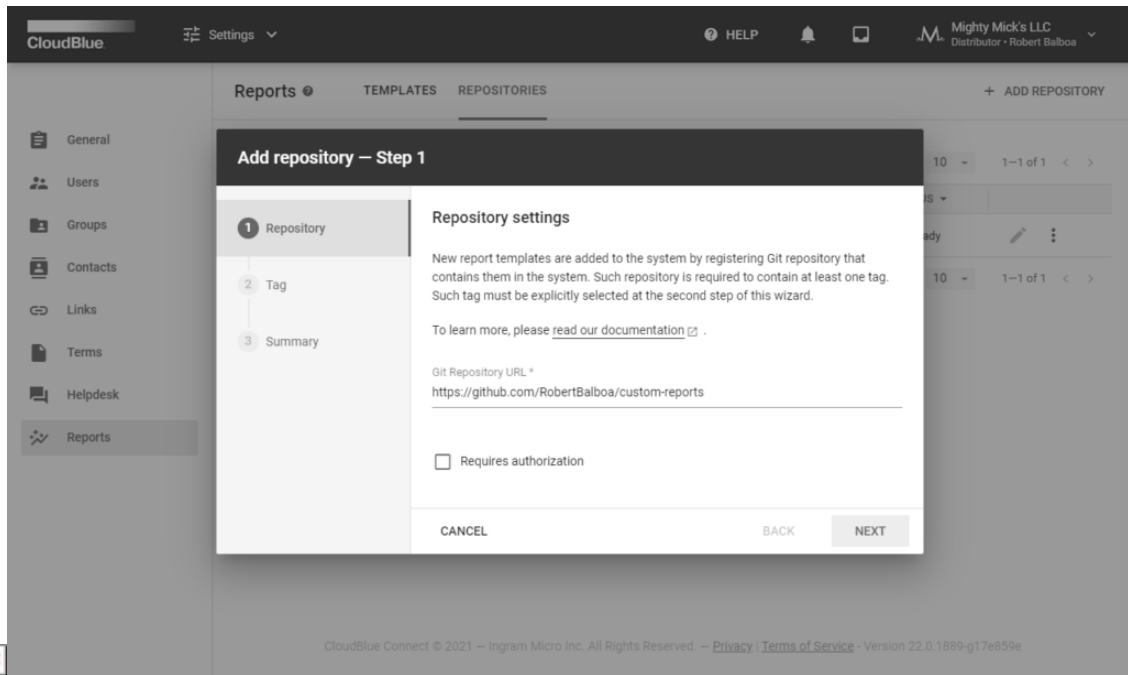 CloudBlue
Settings
HELP
Mighty Mick's LLC
Distributor • Robert Balboa
Reports
TEMPLATES
REPOSITORIES
+ ADD REPOSITORY
General
Users
Groups
Contacts
Links
Terms
Helpdesk
Reports
10
1—1 of 1
US
ady
10
1—1 of 1
Add repository — Step 1
1 Repository
2 Tag
3 Summary
Repository settings
New report templates are added to the system by registering Git repository that
contains them in the system. Such repository is required to contain at least one tag.
Such tag must be explicitly selected at the second step of this wizard.
To learn more, please read our documentation .
Git Repository URL *
https://github.com/RobertBalboa/custom-reports
Requires authorization
CANCEL
BACK
NEXT
CloudBlue Connect © 2021 — Ingram Micro Inc. All Rights Reserved. — Privacy | Terms of Service - Version 22.0.1889-g17e859e